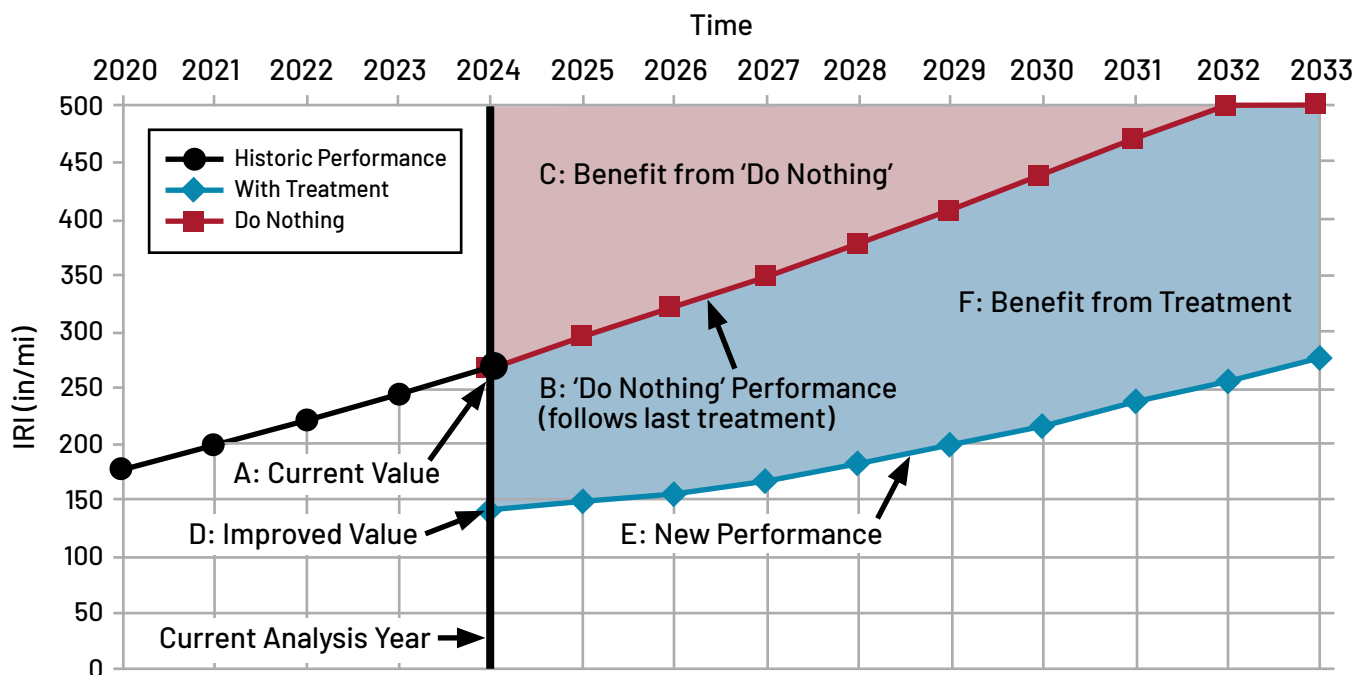 Time
2020 2021 2022 2023 2024 2025 2026 2027 2028 2029 2030 2031 2032 2033
500
450
400
350
300
250
200
150
100
50
0
IRI (in/mi)
Historic Performance
With Treatment
Do Nothing
C: Benefit from ‘Do Nothing’
F: Benefit from Treatment
B: ‘Do Nothing’ Performance
(follows last treatment)
A: Current Value
D: Improved Value
E: New Performance
Current Analysis Year